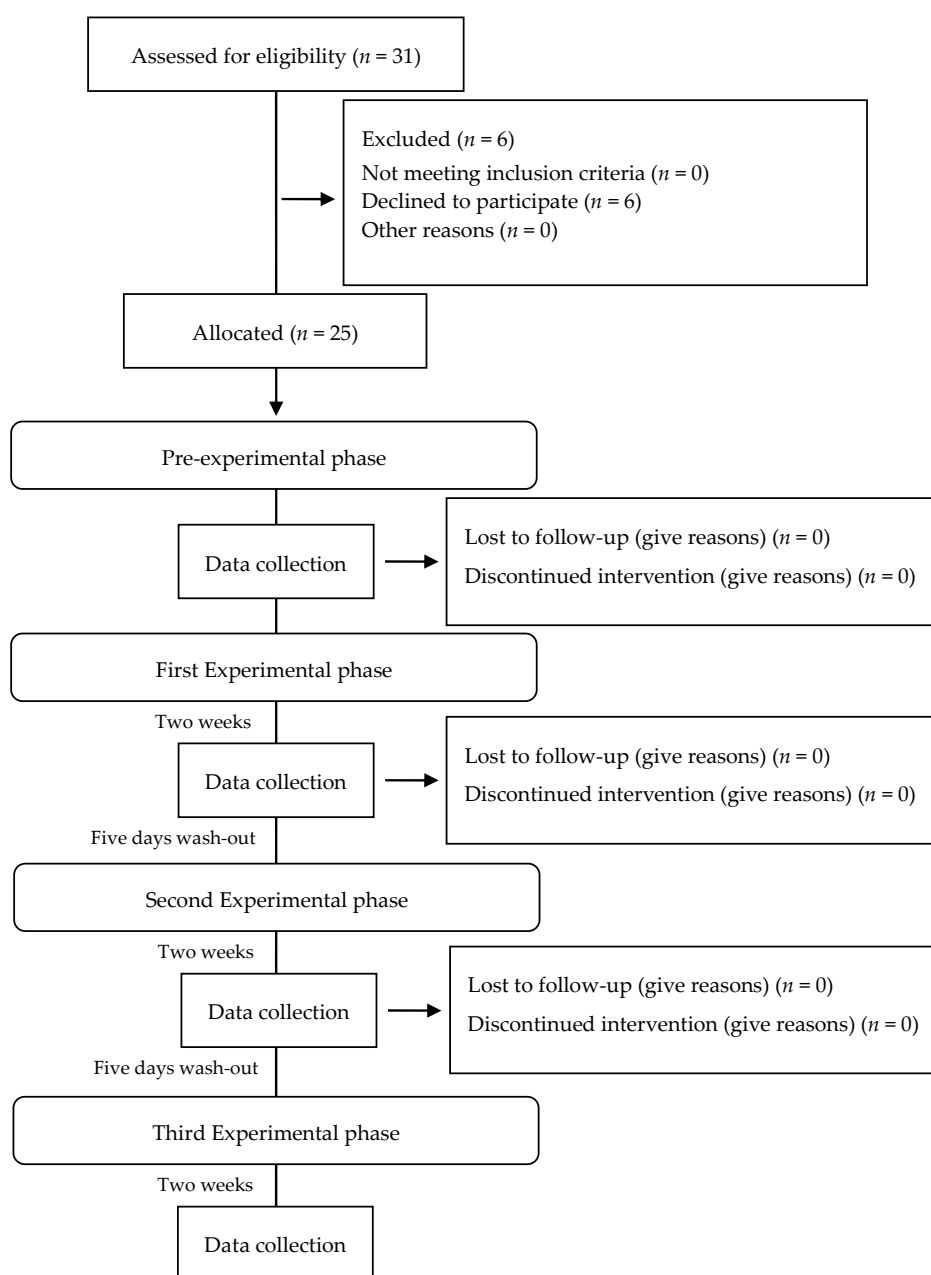 Assessed for eligibility (n = 31)
Excluded (n = 6)
Not meeting inclusion criteria (n = 0)
Declined to participate (n = 6)
Other reasons (n = 0)
Allocated (n = 25)
Pre-experimental phase
Data collection
Lost to follow-up (give reasons) (n = 0)
Discontinued intervention (give reasons) (n = 0)
First Experimental phase
Two weeks
Data collection
Lost to follow-up (give reasons) (n = 0)
Discontinued intervention (give reasons) (n = 0)
Five days wash-out
Second Experimental phase
Two weeks
Data collection
Lost to follow-up (give reasons) (n = 0)
Discontinued intervention (give reasons) (n = 0)
Five days wash-out
Third Experimental phase
Two weeks
Data collection